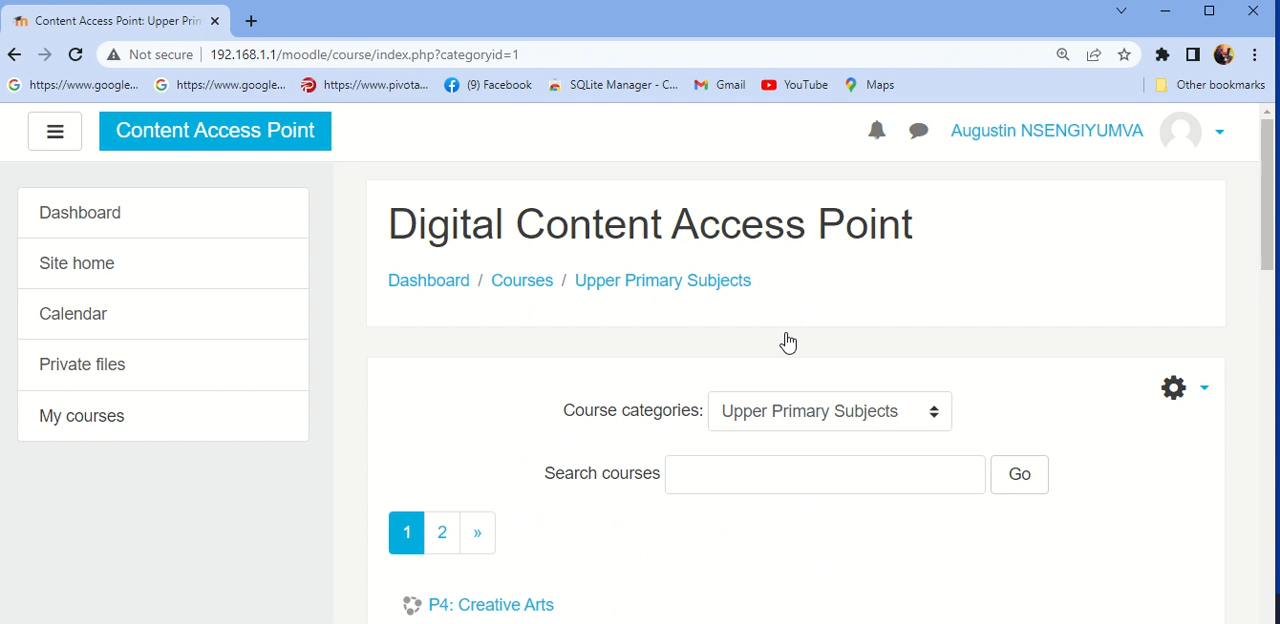 Content Access Point: Upper Prin
Not secure 192.168.1.1/moodle/course/index.php?categoryid=1
https://www.google... https://www.google... https://www.pivota... (9) Facebook SQLite Manager - C... Gmail YouTube Maps Other bookmarks
Content Access Point Augustin NSENGIYUMVA
Dashboard
Site home
Calendar
Private files
My courses
Digital Content Access Point
Dashboard / Courses / Upper Primary Subjects
Course categories: Upper Primary Subjects
Search courses Go
1 2 »
P4: Creative Arts